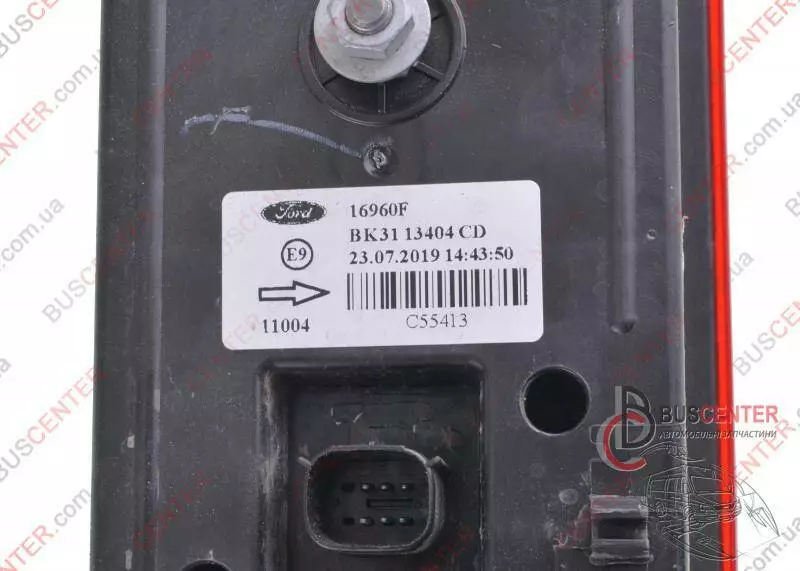 Ford
16960F
BK31 13404 CD
E9
23.07.2019 14:43:50
11004
C55413
BUSCENTER
АВТОМОБІЛЬНІ ЗАПЧАСТИНИ
BUSCENTER.com.ua